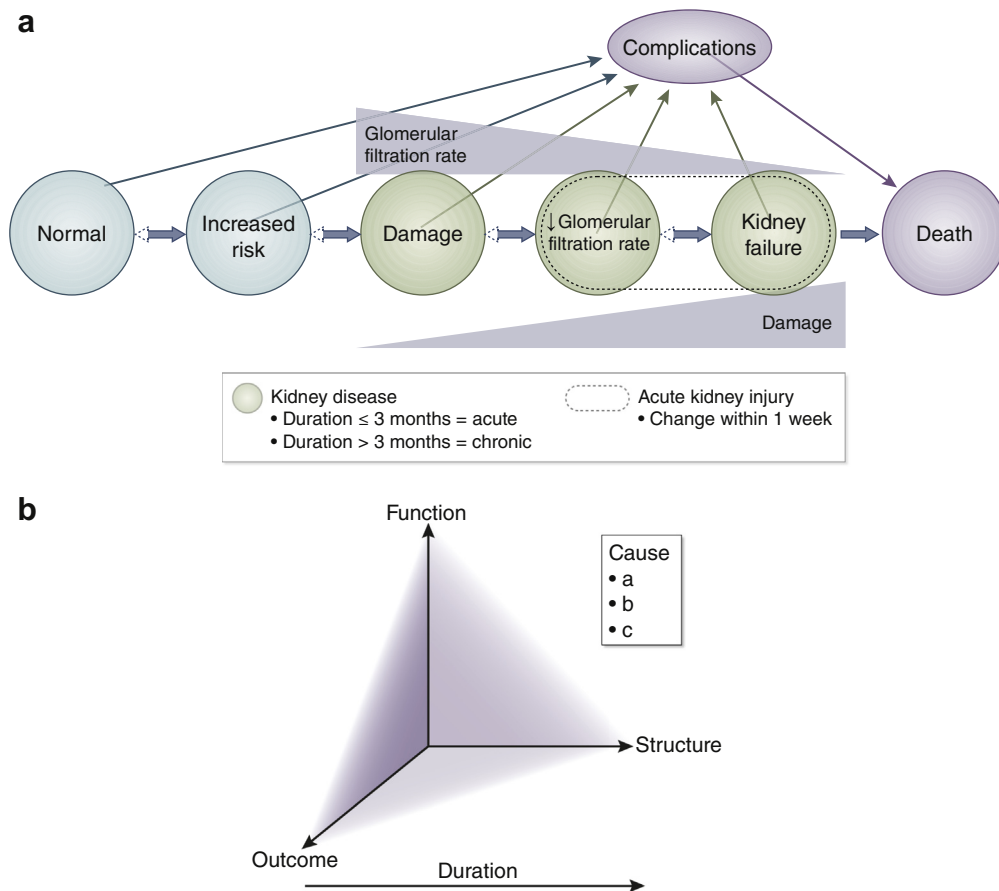 a
Complications
Glomerular
filtration rate
Normal
Increased
risk
Damage
↓ Glomerular
filtration rate
Kidney
failure
Death
Damage
Kidney disease
• Duration ≤ 3 months = acute
• Duration > 3 months = chronic
Acute kidney injury
• Change within 1 week
b
Function
Cause
• a
• b
• c
Structure
Outcome
Duration